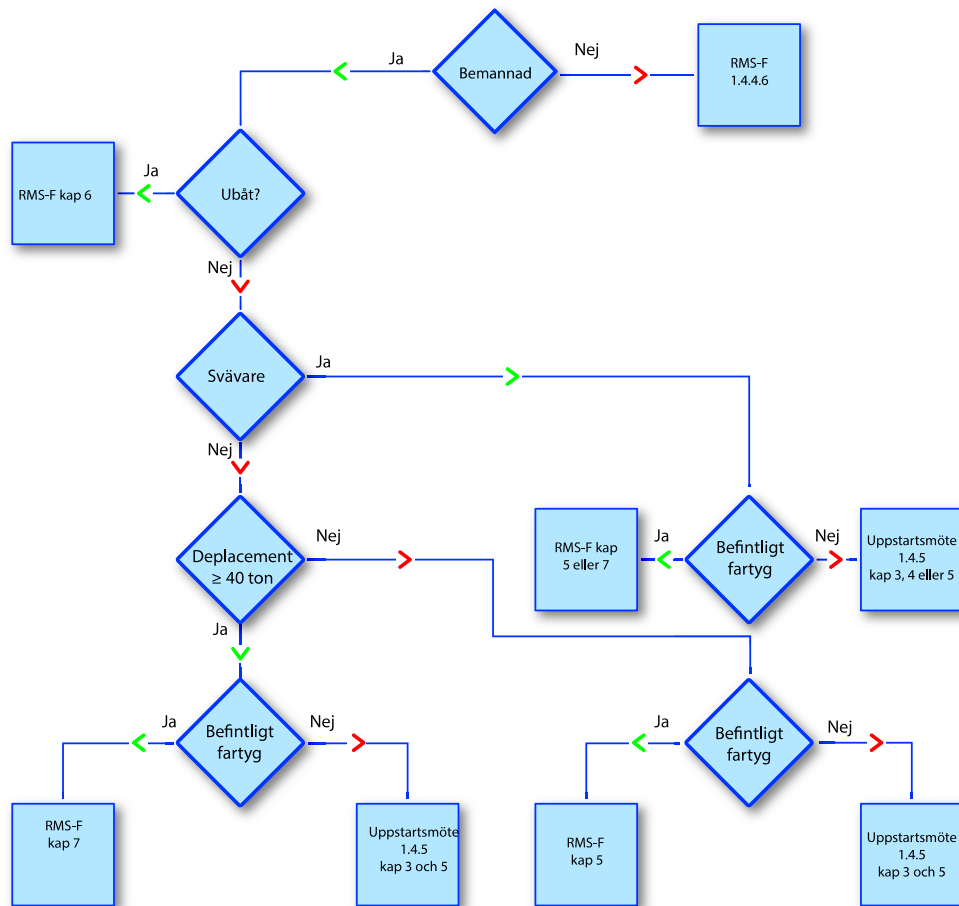 Ja
Nej
Bemannad
RMS-F
1.4.4.6
Ja
RMS-F kap 6
Ubåt?
Nej
Svävare
Ja
Nej
Deplacement
≥ 40 ton
Nej
RMS-F kap
5 eller 7
Ja
Befintligt
fartyg
Nej
Uppstartsmöte
1.4.5
kap 3, 4 eller 5
Ja
Ja
Befintligt
fartyg
Nej
Ja
Befintligt
fartyg
Nej
RMS-F
kap 7
Uppstartsmöte
1.4.5
kap 3 och 5
RMS-F
kap 5
Uppstartsmöte
1.4.5
kap 3 och 5